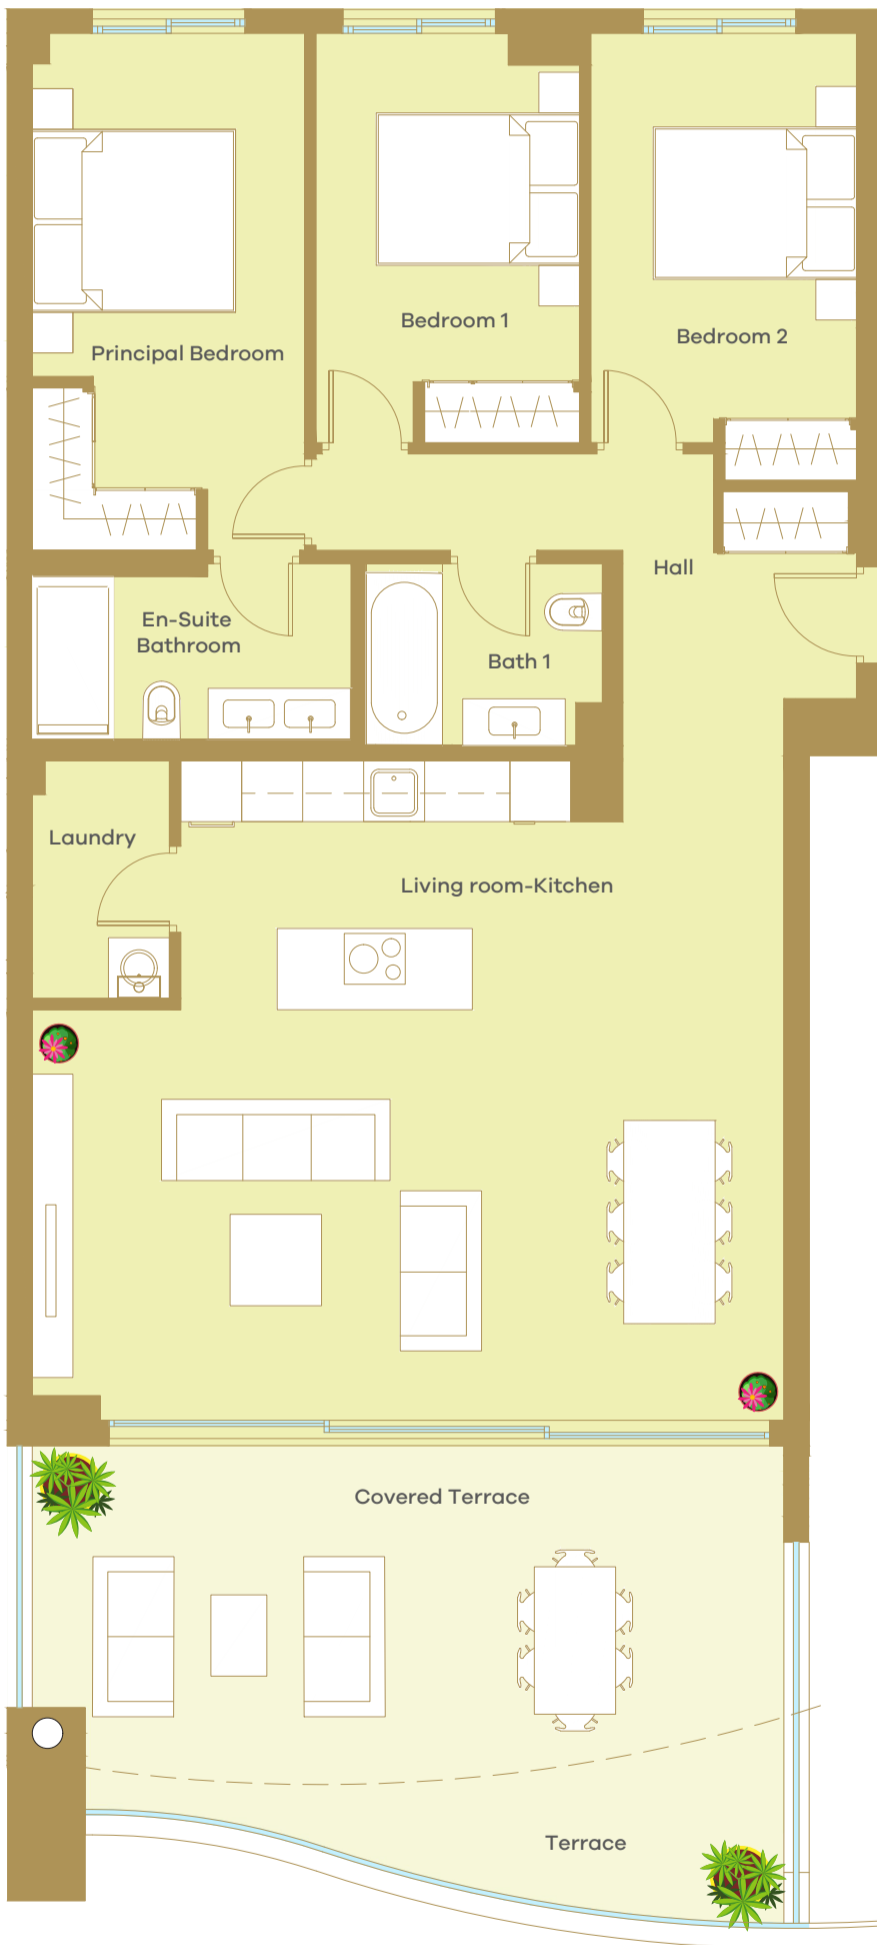 Bedroom 1
Bedroom 2
Principal Bedroom
Hall
En-Suite
Bathroom
Bath 1
Laundry
Living room-Kitchen
Covered Terrace
Terrace